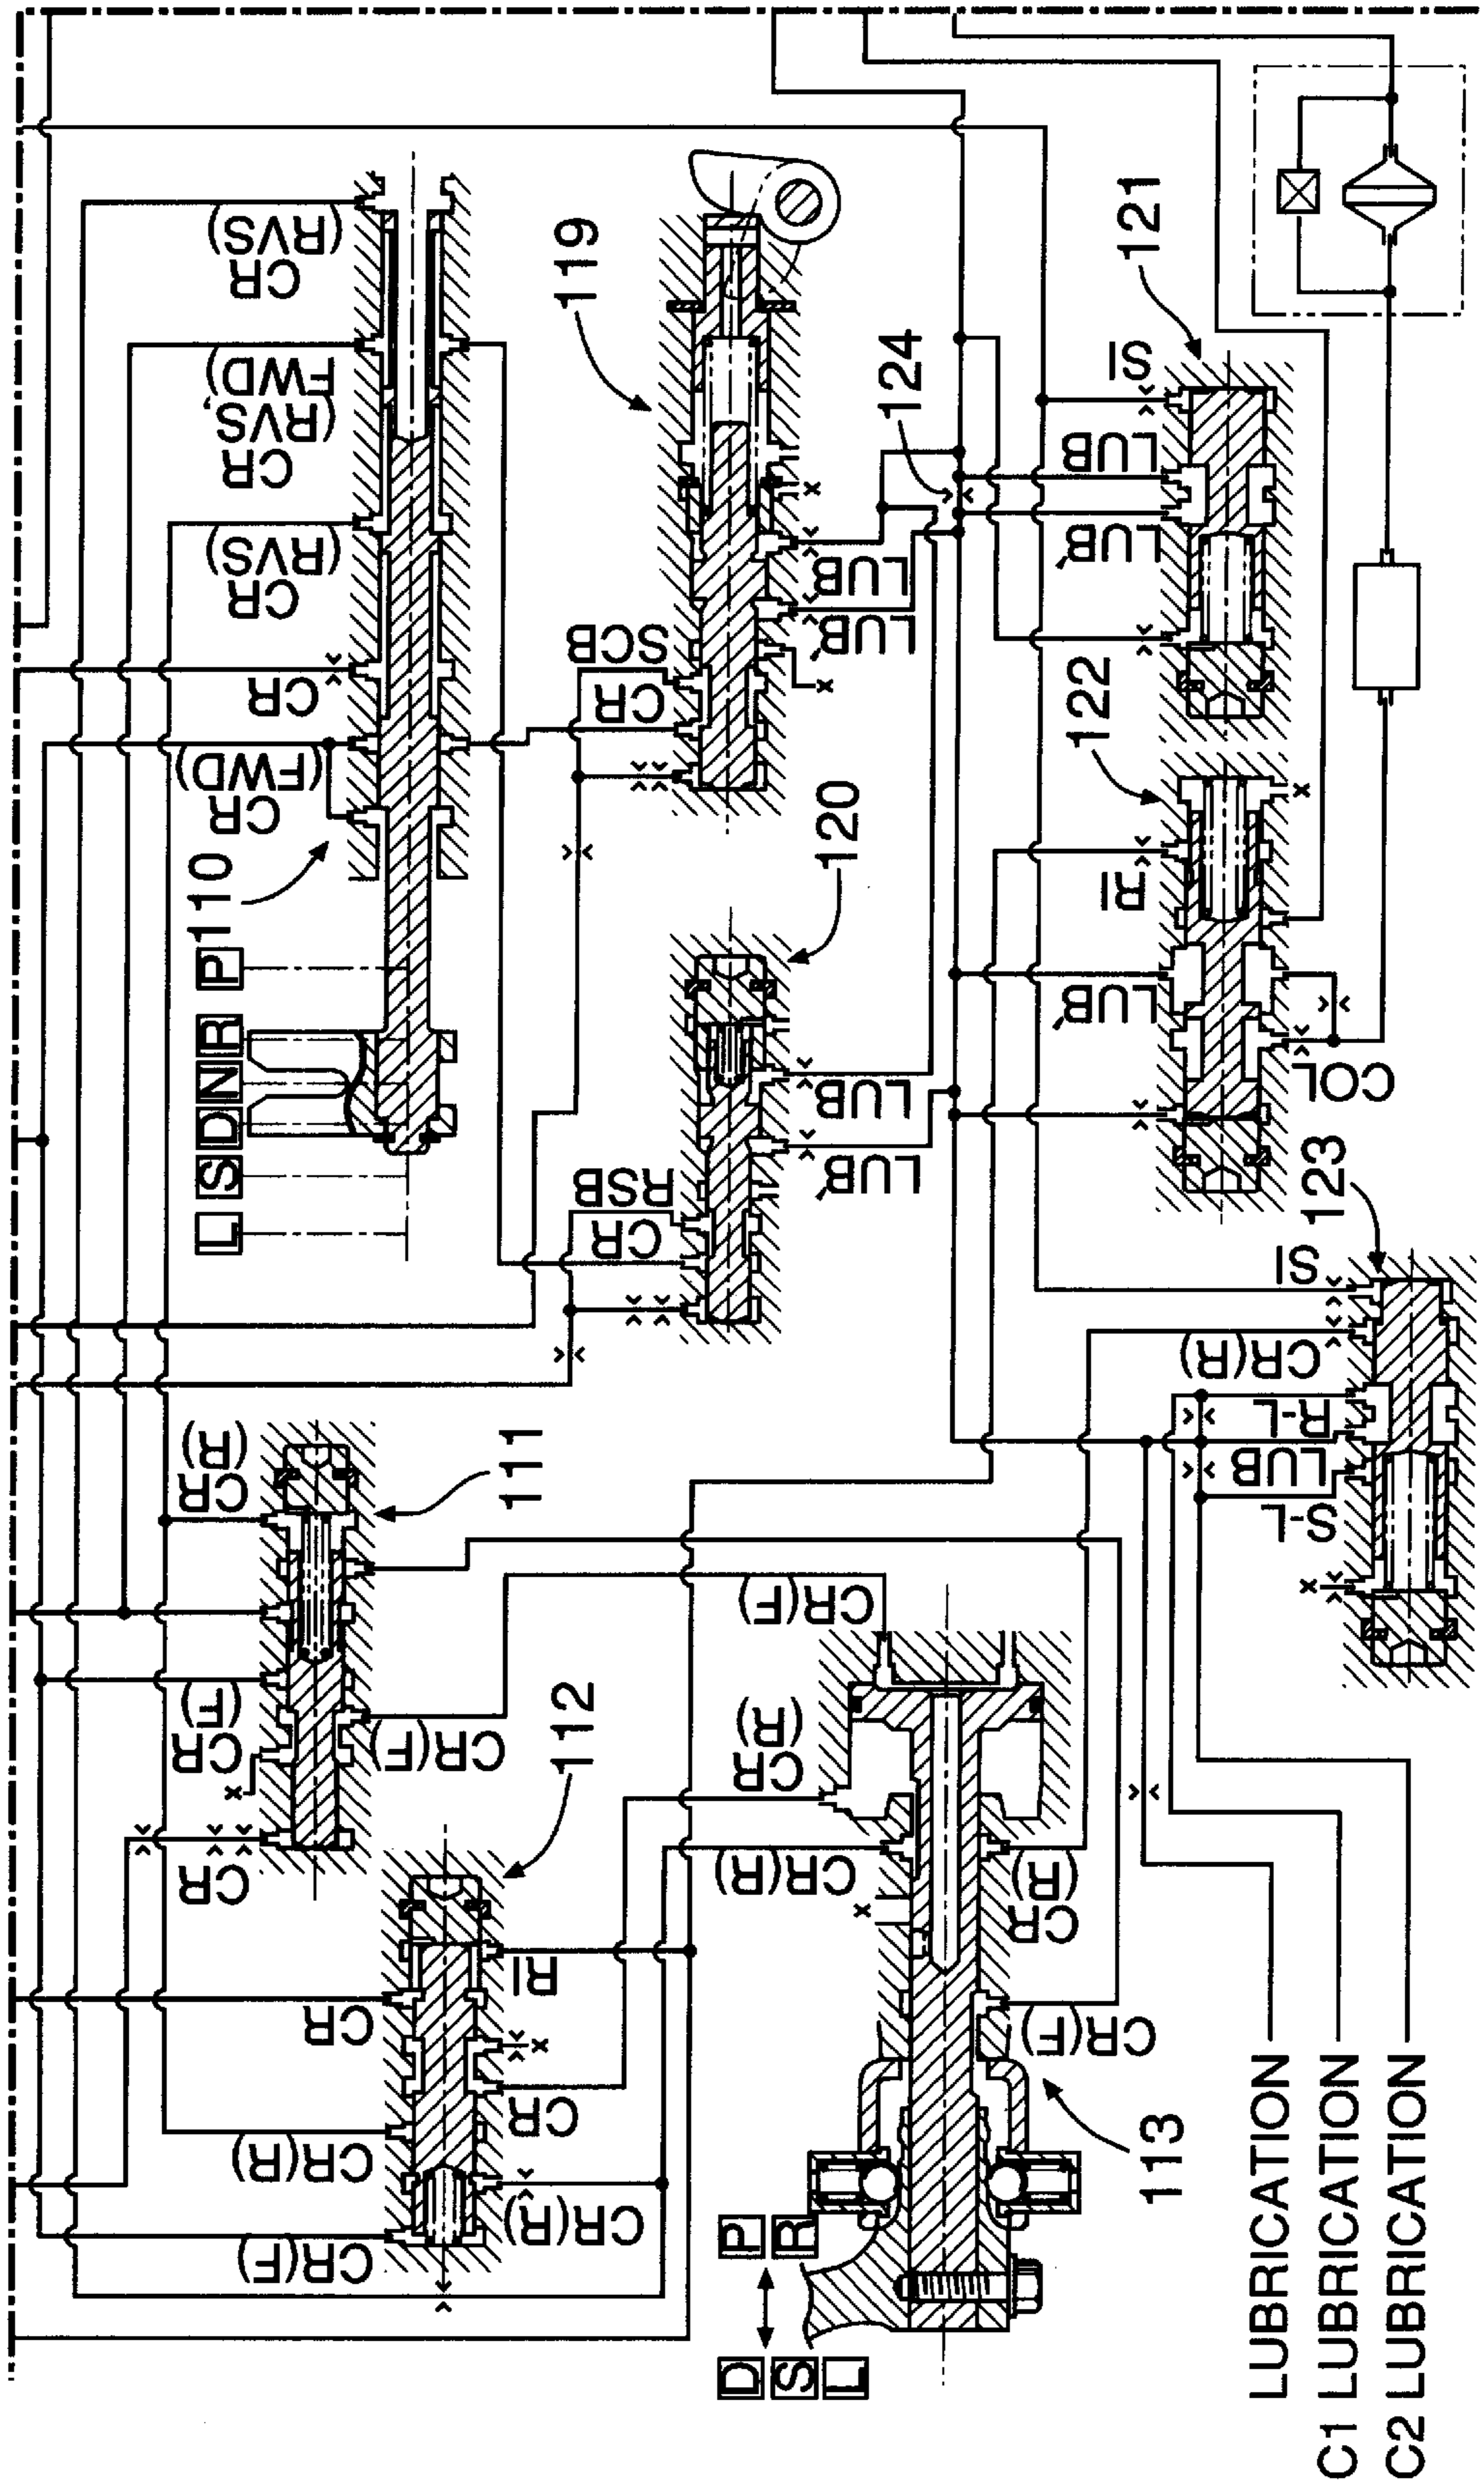 L
S
D
N
R
P
110
CR
(FWD)
CR
CR
(RVS)
CR
(RVS,
FWD)
CR
(RVS)
CR
CR
(F)
CR(F)
CR
(R)
111
CR(F)
CR(R)
CR(R)
CR
CR
RI
112
RSB
CR
LUB'
LUB
120
SCB
CR
LUB'
LUB
119
124
D
S
L
P
R
113
CR(F)
CR
(R)
CR(R)
CR
(R)
CR(F)
COL
LUB'
RI
122
LUB'
LUB
SI
121
S-L
LUB
R-L
CR(R)
SI
123
LUBRICATION
C1 LUBRICATION
C2 LUBRICATION